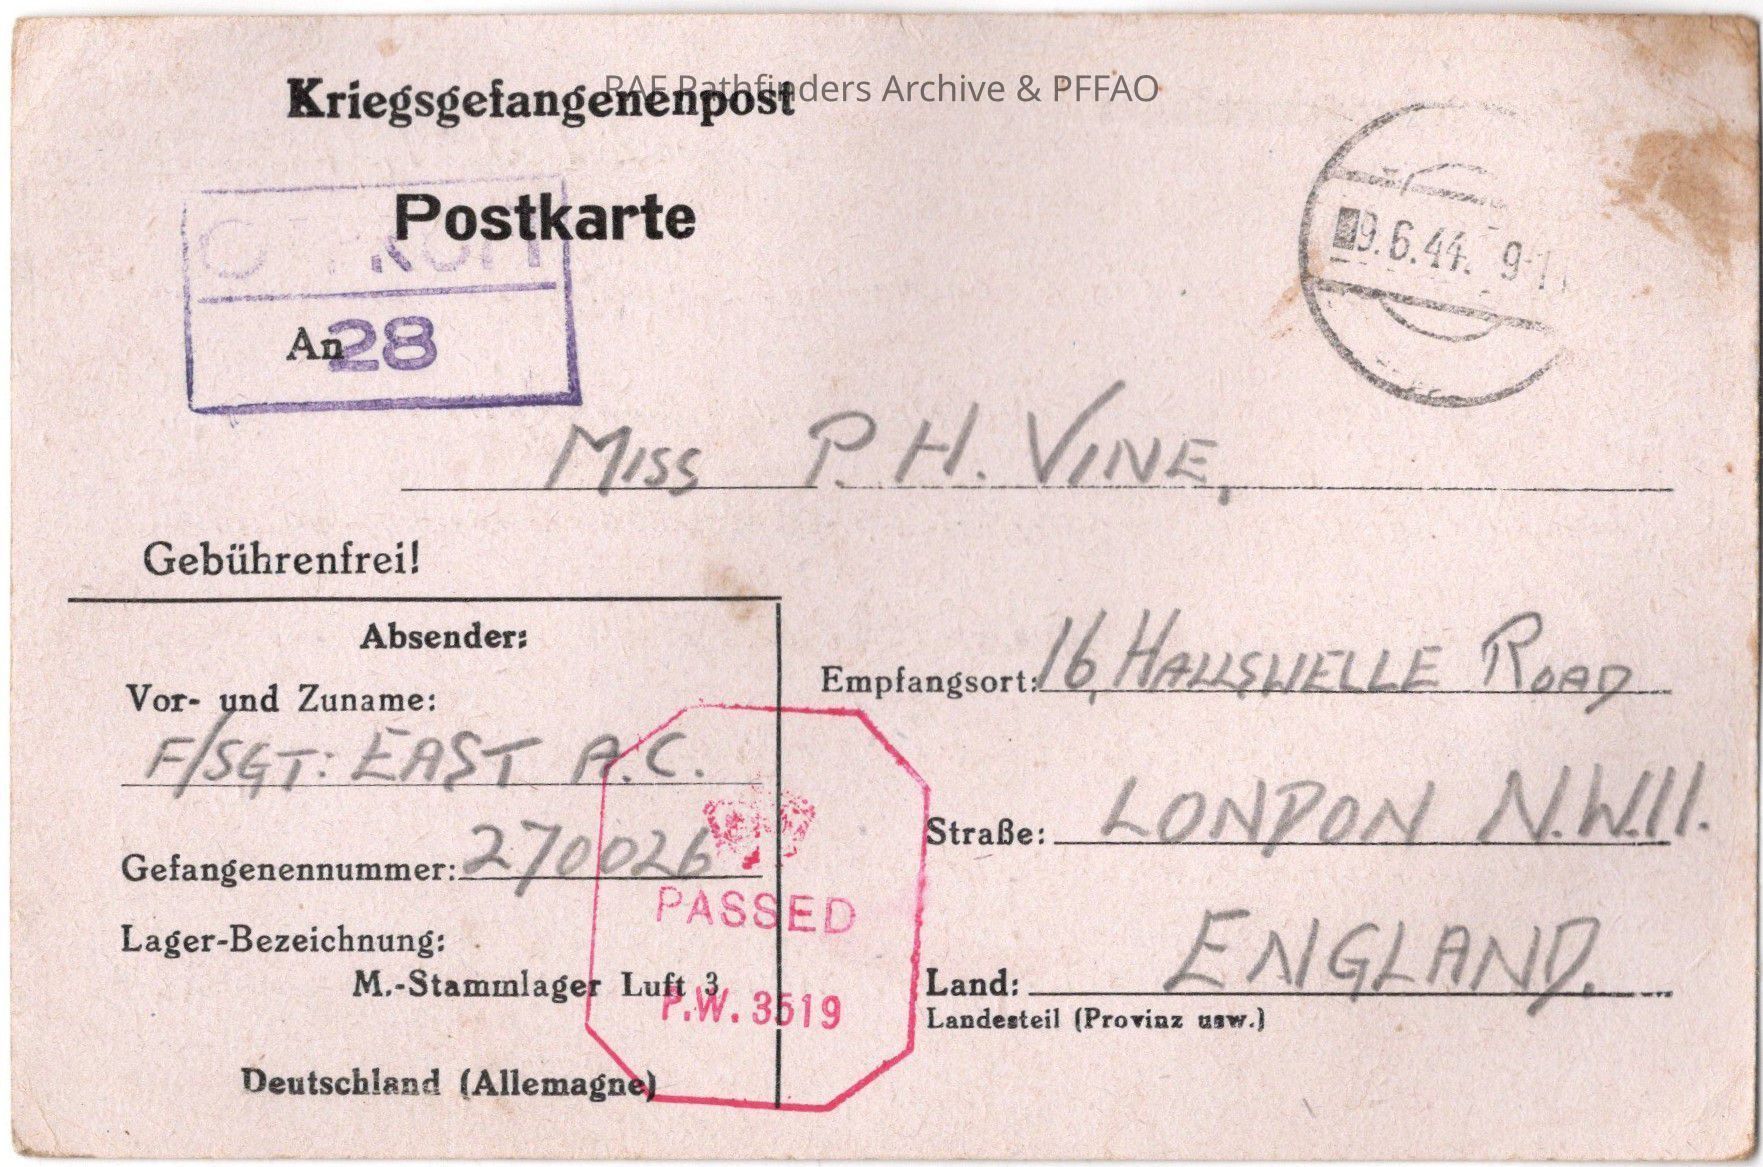 RAF Pathfinders Archive & PFFAO
Kriegsgefangenenpost
Postkarte
9.6.44. 9
An
28
MISS P. H. VINE,
Gebührenfrei!
Absender:
Vor- und Zuname:
F/SGT: EAST A.C.
Gefangenennummer: 270026
Lager-Bezeichnung:
M.-Stammlager Luft 3
Deutschland (Allemagne)
PASSED
P.W. 3519
Empfangsort: 16, HALLSWELLE ROAD
Straße: LONDON N.W.11.
Land: ENGLAND.
Landesteil (Provinz usw.)